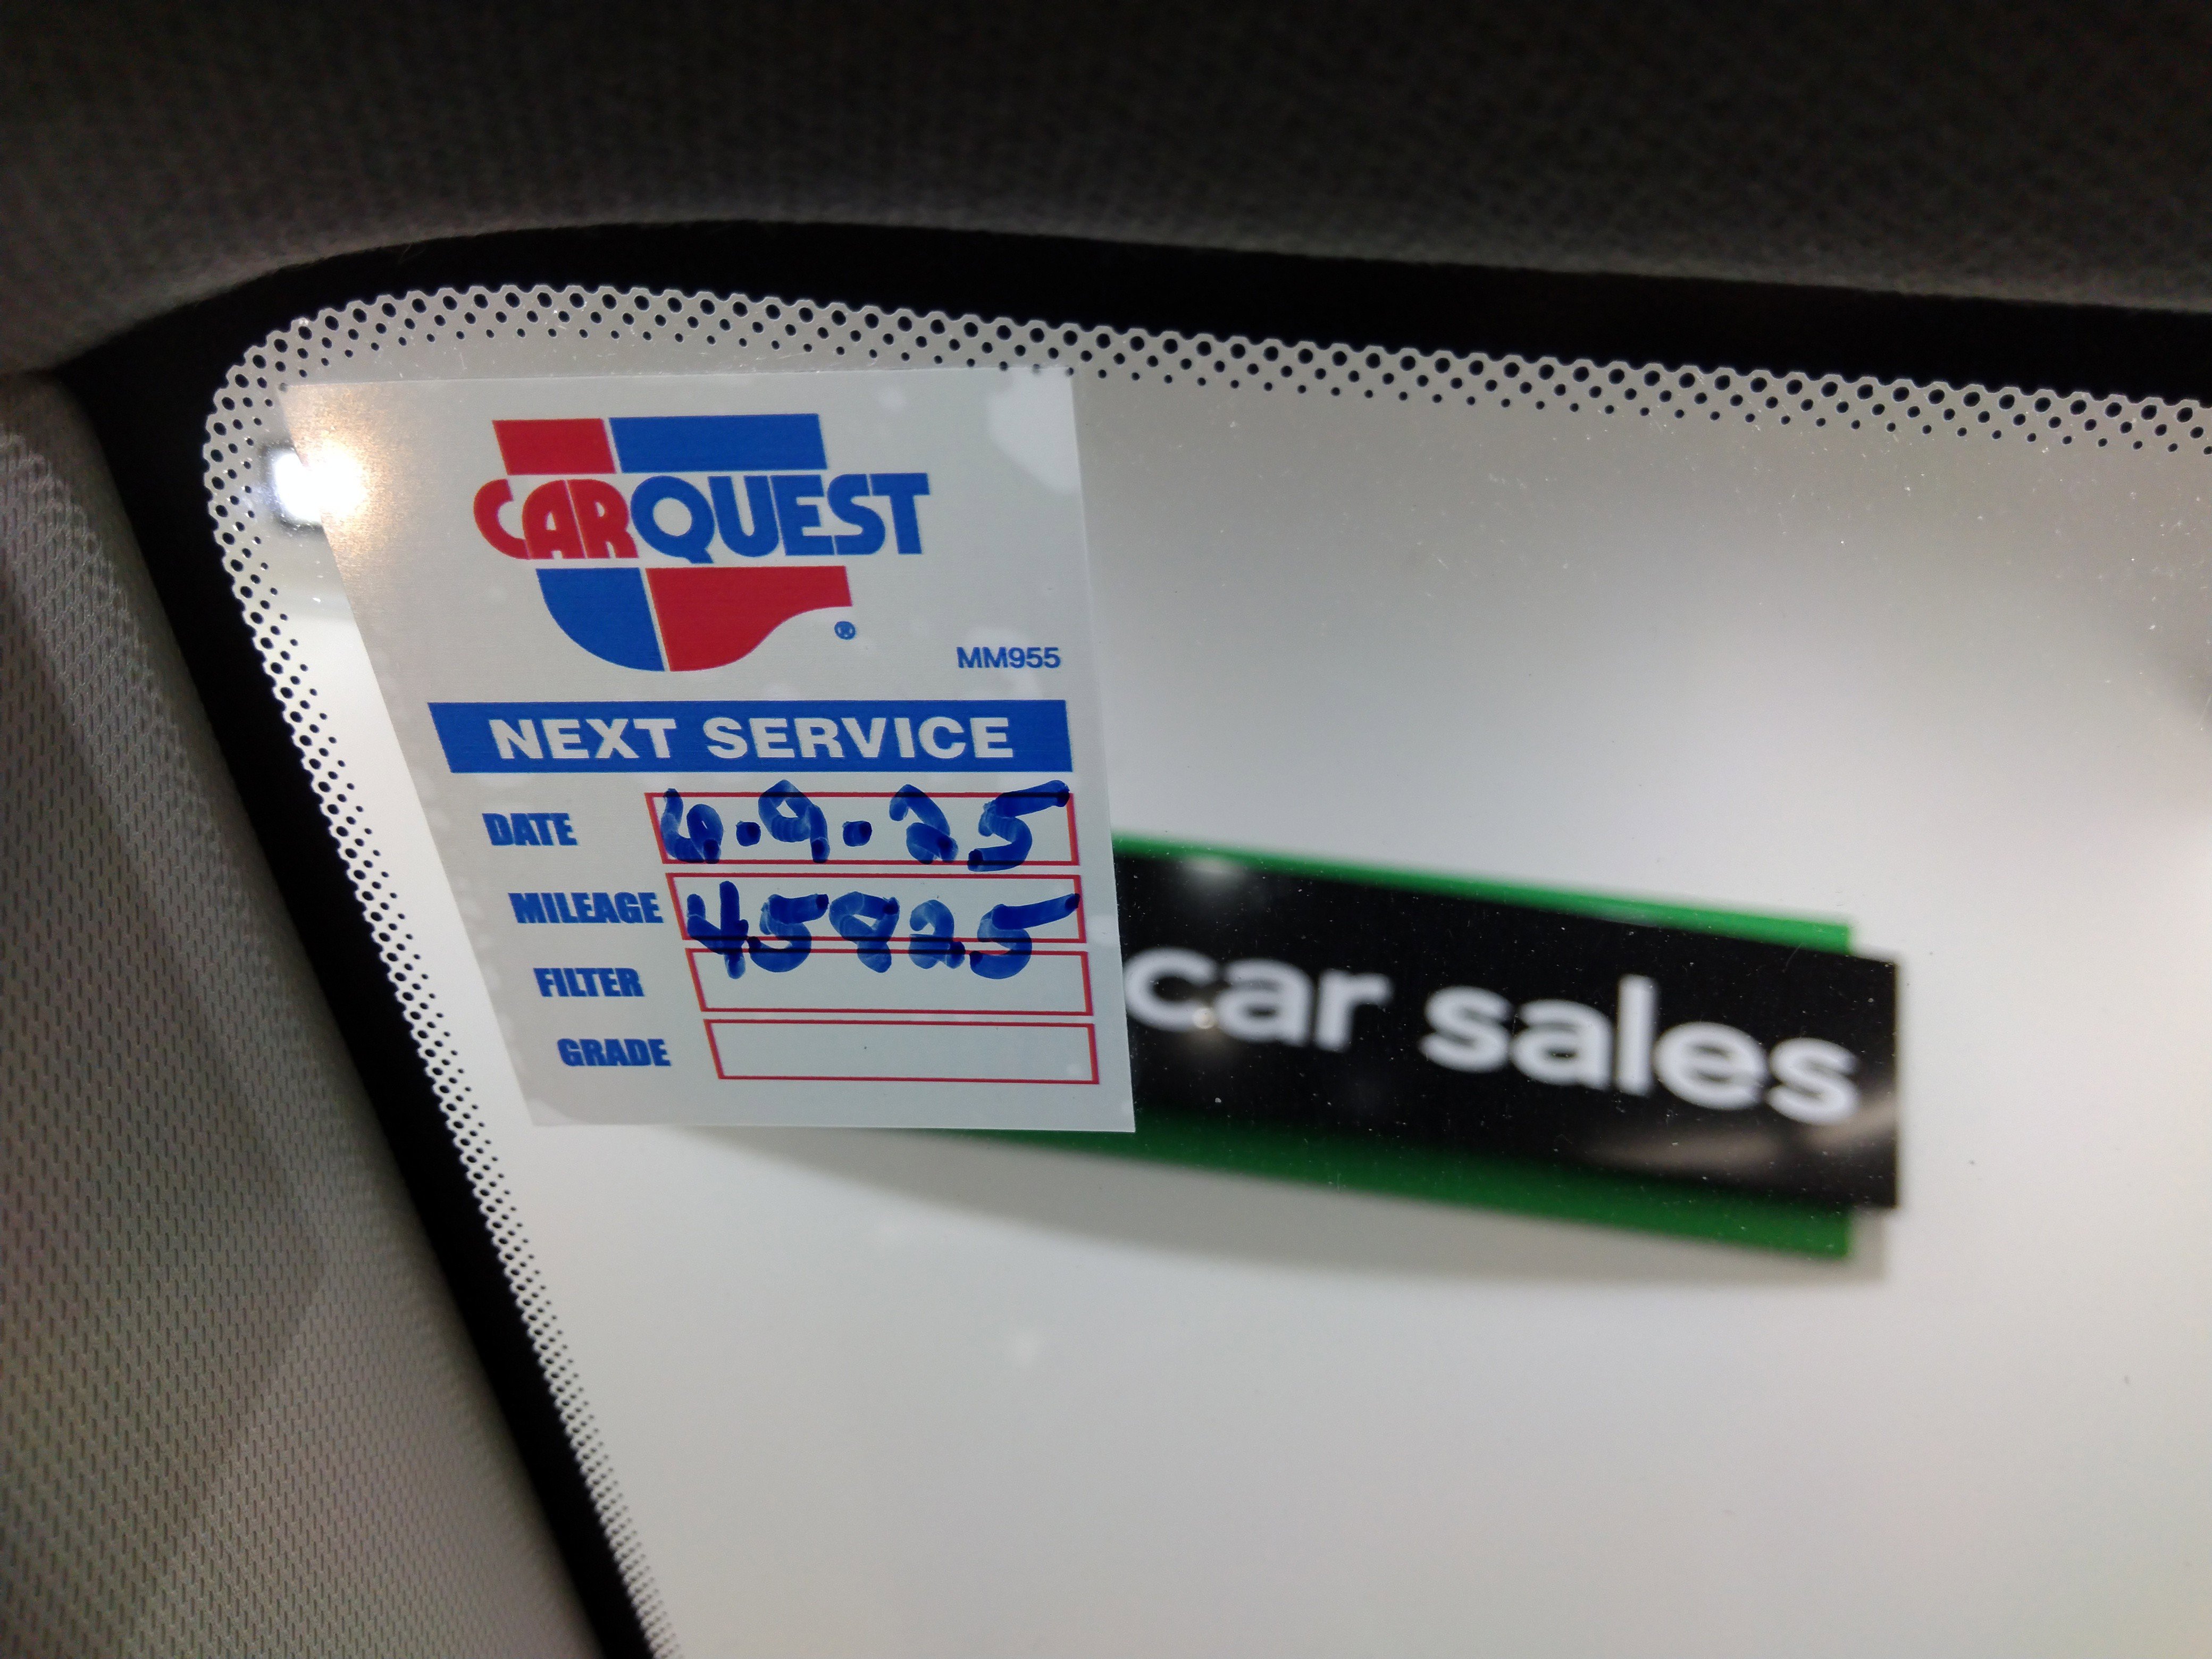 CARQUEST
®
MM955
NEXT SERVICE
DATE 6.9.25
MILEAGE 45925
FILTER
GRADE
car sales